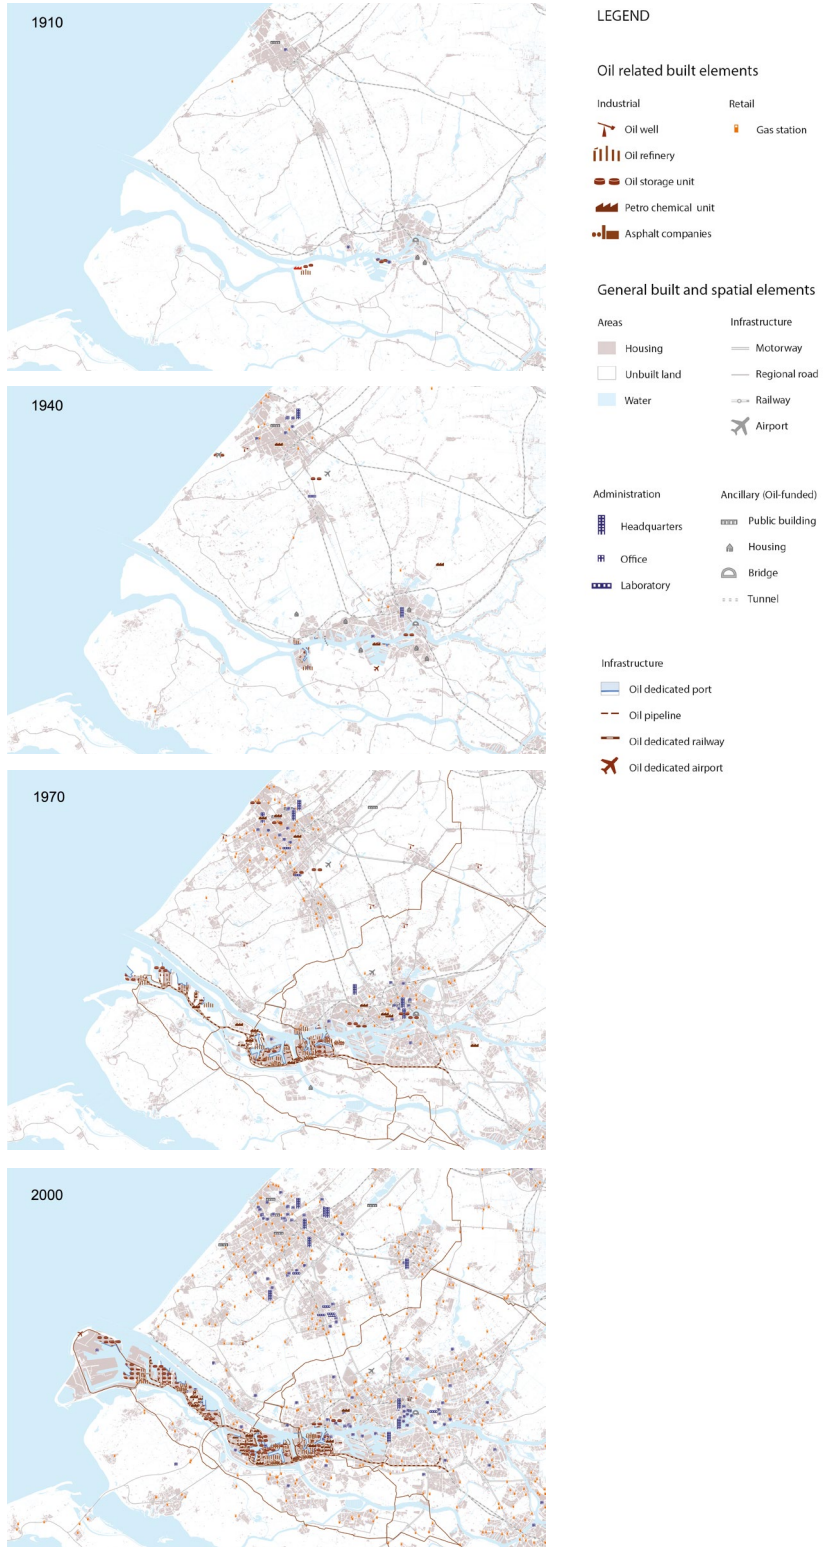 1910
1940
1970
2000
LEGEND
Oil related built elements
Industrial
Retail
Oil well
Gas station
Oil refinery
Oil storage unit
Petro chemical unit
Asphalt companies
General built and spatial elements
Areas
Infrastructure
Housing
Motorway
Unbuilt land
Regional road
Water
Railway
Airport
Administration
Ancillary (Oil-funded)
Headquarters
Public building
Office
Housing
Laboratory
Bridge
Tunnel
Infrastructure
Oil dedicated port
Oil pipeline
Oil dedicated railway
Oil dedicated airport